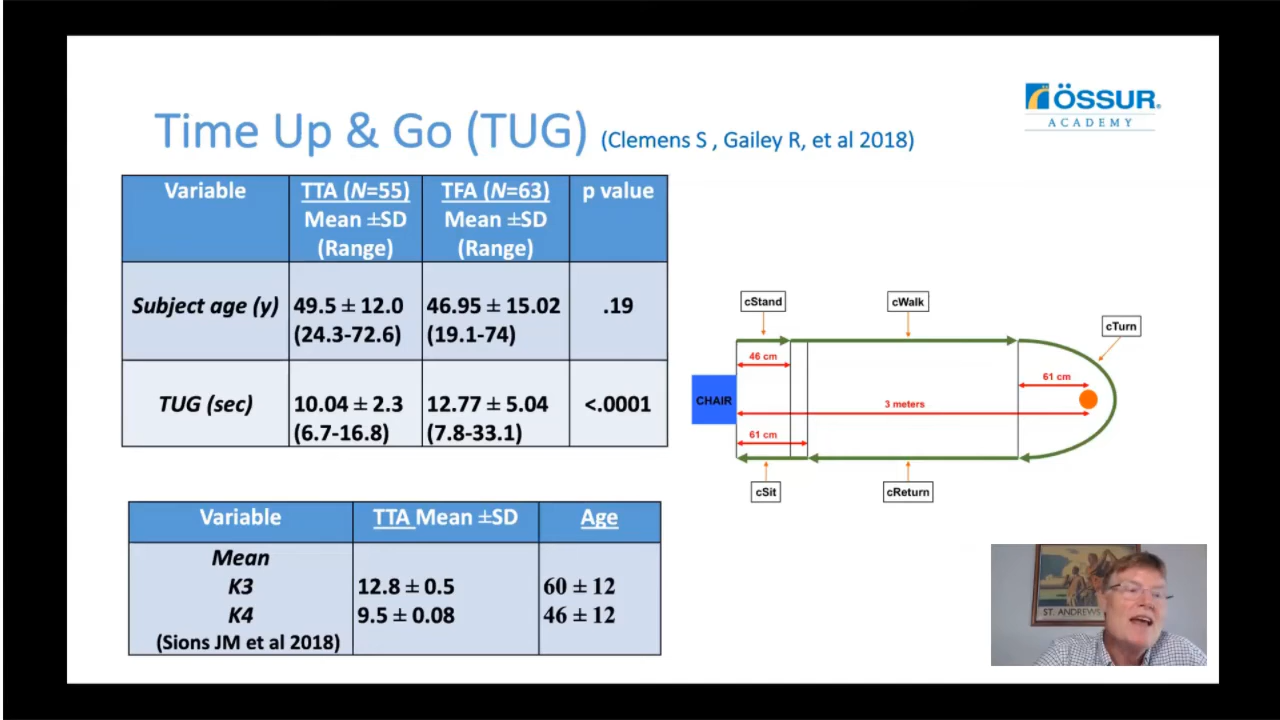 ÖSSUR®
ACADEMY
Time Up & Go (TUG) (Clemens S , Gailey R, et al 2018)
Variable TTA (N=55) TFA (N=63) p value
Mean ±SD Mean ±SD
(Range) (Range)
Subject age (y) 49.5 ± 12.0 46.95 ± 15.02 .19
(24.3-72.6) (19.1-74)
TUG (sec) 10.04 ± 2.3 12.77 ± 5.04 <.0001
(6.7-16.8) (7.8-33.1)
cStand cWalk
cTurn
46 cm
61 cm
CHAIR
3 meters
61 cm
cSit cReturn
Variable TTA Mean ±SD Age
Mean
K3 12.8 ± 0.5 60 ± 12
K4 9.5 ± 0.08 46 ± 12
(Sions JM et al 2018)
ST. ANDREWS